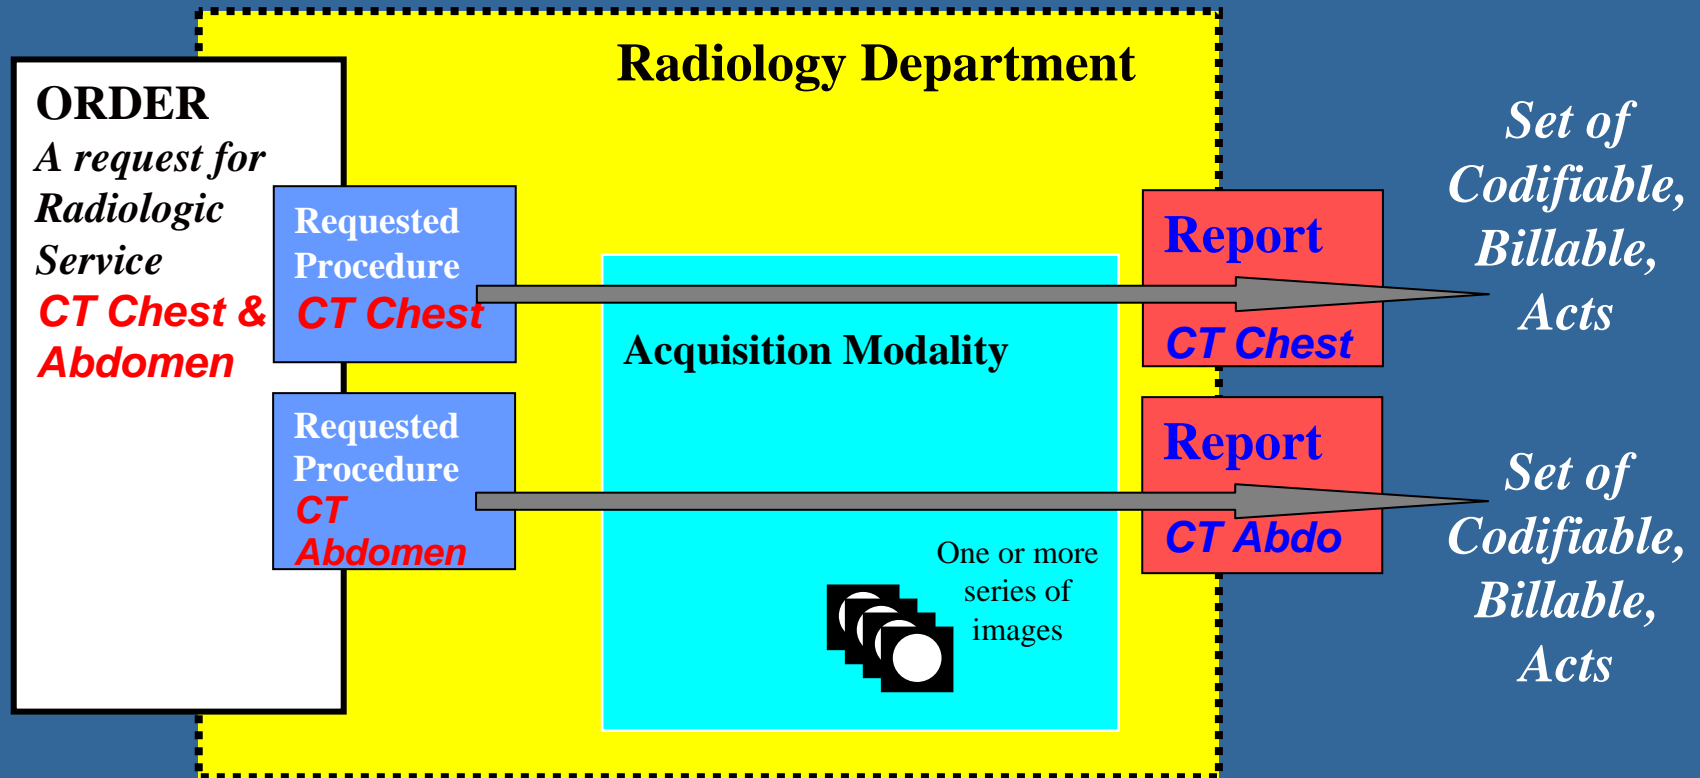 Radiology Department
ORDER
A request for
Radiologic
Service
CT Chest &
Abdomen
Requested
Procedure
CT Chest
Requested
Procedure
CT
Abdomen
Acquisition Modality
One or more
series of
images
Report
CT Chest
Report
CT Abdo
Set of
Codifiable,
Billable,
Acts
Set of
Codifiable,
Billable,
Acts